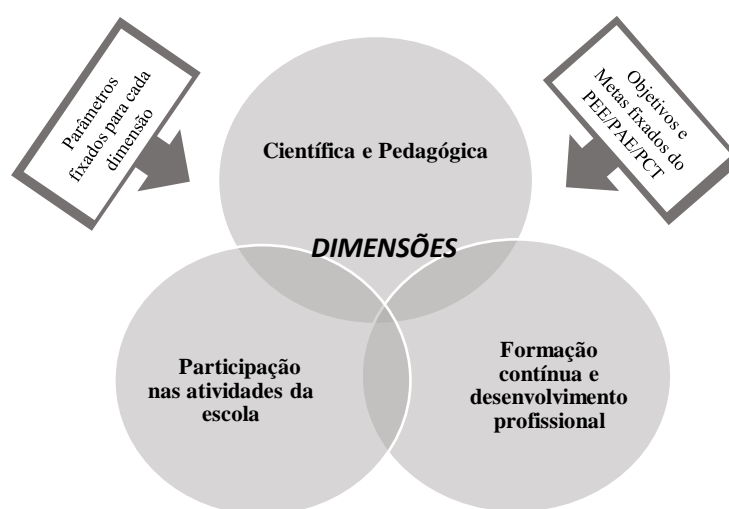 Parâmetros
fixados para cada
dimensão
Objetivos e
Metas fixados do
PEE/PAE/PCT
Científica e Pedagógica
DIMENSÕES
Participação
nas atividades da
escola
Formação
contínua e
desenvolvimento
profissional